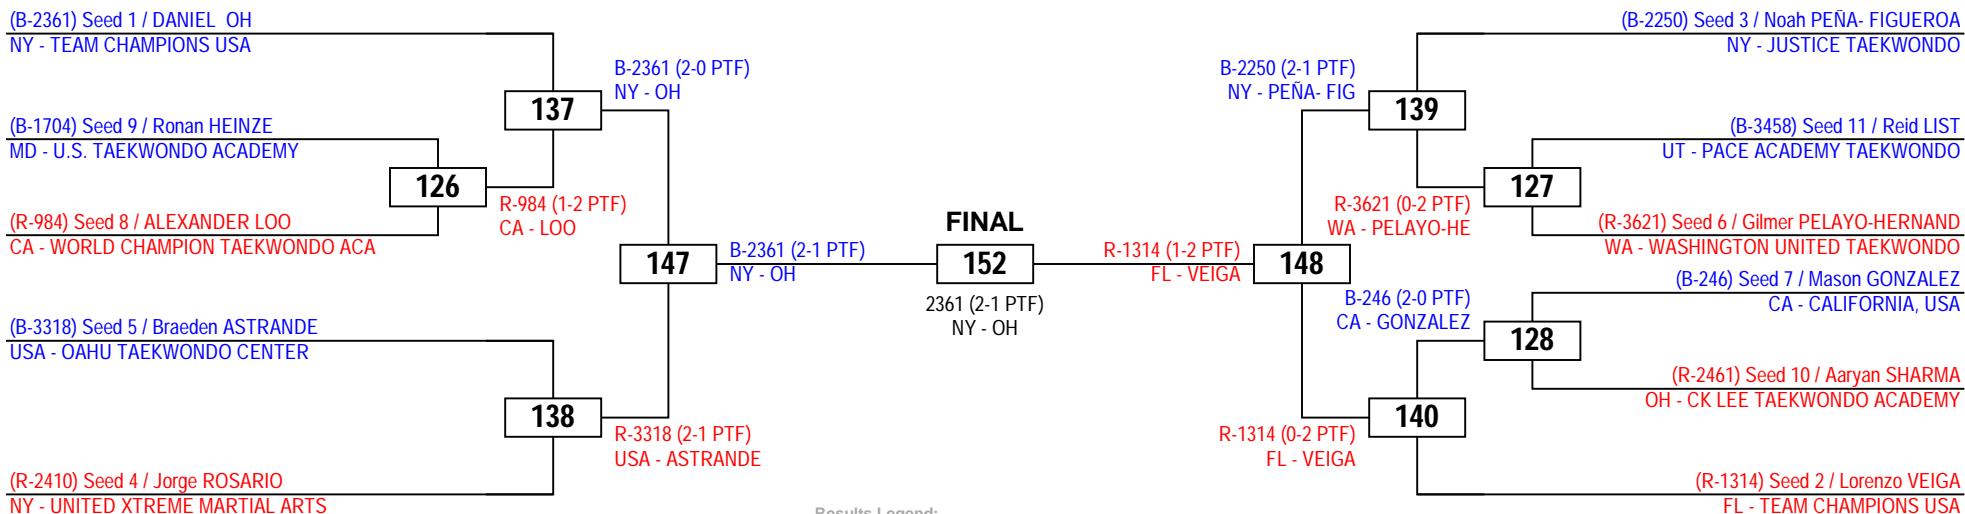 (B-2361) Seed 1 / DANIEL  OH
NY - TEAM CHAMPIONS USA
(B-1704) Seed 9 / Ronan HEINZE
MD - U.S. TAEKWONDO ACADEMY
(R-984) Seed 8 / ALEXANDER LOO
CA - WORLD CHAMPION TAEKWONDO ACA
(B-3318) Seed 5 / Braeden ASTRANDE
USA - OAHU TAEKWONDO CENTER
(R-2410) Seed 4 / Jorge ROSARIO
NY - UNITED XTREME MARTIAL ARTS
126
R-984 (1-2 PTF)
CA - LOO
137
B-2361 (2-0 PTF)
NY - OH
138
R-3318 (2-1 PTF)
USA - ASTRANDE
147
B-2361 (2-1 PTF)
NY - OH
FINAL
152
2361 (2-1 PTF)
NY - OH
R-1314 (1-2 PTF)
FL - VEIGA
148
B-2250 (2-1 PTF)
NY - PEÑA- FIG
139
R-3621 (0-2 PTF)
WA - PELAYO-HE
127
B-246 (2-0 PTF)
CA - GONZALEZ
128
R-1314 (0-2 PTF)
FL - VEIGA
140
(B-2250) Seed 3 / Noah PEÑA- FIGUEROA
NY - JUSTICE TAEKWONDO
(B-3458) Seed 11 / Reid LIST
UT - PACE ACADEMY TAEKWONDO
(R-3621) Seed 6 / Gilmer PELAYO-HERNAND
WA - WASHINGTON UNITED TAEKWONDO
(B-246) Seed 7 / Mason GONZALEZ
CA - CALIFORNIA, USA
(R-2461) Seed 10 / Aaryan SHARMA
OH - CK LEE TAEKWONDO ACADEMY
(R-1314) Seed 2 / Lorenzo VEIGA
FL - TEAM CHAMPIONS USA
Results Legend: